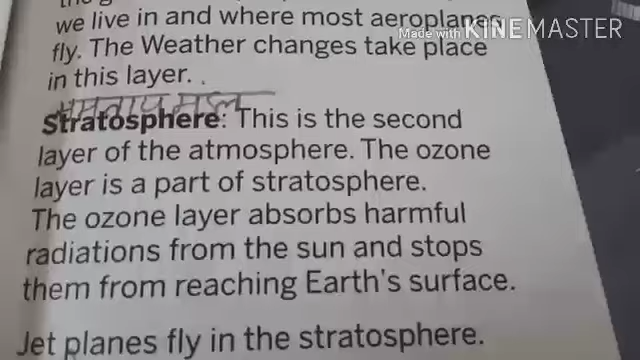 we live in and where most aeroplanes
fly. The Weather changes take place
in this layer. .
समताप मंडल
Stratosphere: This is the second
layer of the atmosphere. The ozone
layer is a part of stratosphere.
The ozone layer absorbs harmful
radiations from the sun and stops
them from reaching Earth's surface.
Jet planes fly in the stratosphere.
Made with KINEMASTER